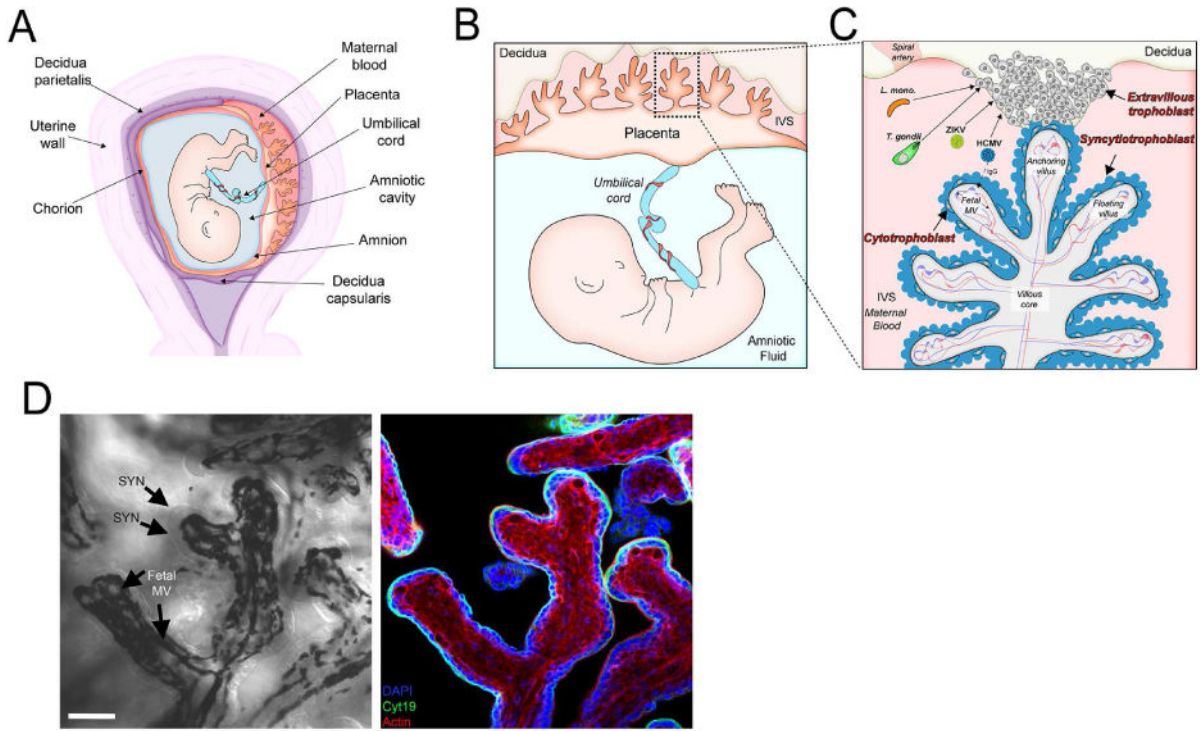 A
Decidua
parietalis
Uterine
wall
Chorion
Maternal
blood
Placenta
Umbilical
cord
Amniotic
cavity
Amnion
Decidua
capsularis
B
Decidua
IVS
Placenta
Umbilical
cord
Amniotic
Fluid
C
Spiral
artery
Decidua
L. mono.
T. gondii
ZIKV
HCMV
IgG
Extravillous
trophoblast
Syncytiotrophoblast
Anchoring
villus
Fetal
MV
Floating
villus
Cytotrophoblast
IVS
Maternal
Blood
Villous
core
D
SYN
SYN
Fetal
MV
DAPI
Cyt19
Actin